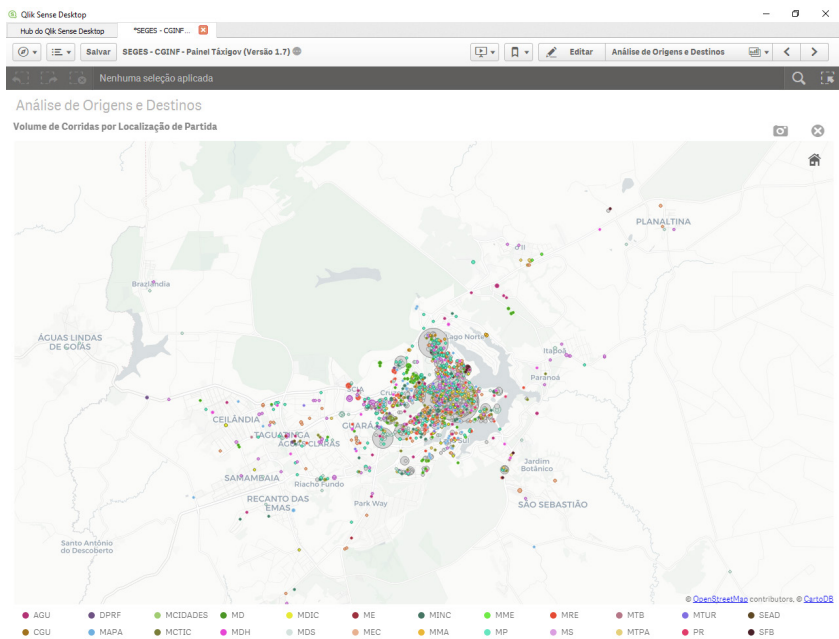 Qlik Sense Desktop
Hub do Qlik Sense Desktop
*SEGES - CGINF...
Salvar
SEGES - CGINF - Painel Táxigov (Versão 1.7)
Editar
Análise de Origens e Destinos
Nenhuma seleção aplicada
Análise de Origens e Destinos
Volume de Corridas por Localização de Partida
PLANALTINA
Brazlândia
ÁGUAS LINDAS
DE GOIÁS
Lago Norte
Itapoã
Paranoá
SCIA
CEILÂNDIA
TAGUATINGA
ÁGUAS CLARAS
GUARÁ
Jardim
Botânico
SAMAMBAIA
Riacho Fundo
RECANTO DAS
EMAS
Park Way
SÃO SEBASTIÃO
Santo Antônio
do Descoberto
© OpenStreetMap contributors, © CartoDB
AGU DPRF MCIDADES MD MDIC ME MINC MME MRE MTB MTUR SEAD
CGU MAPA MCTIC MDH MDS MEC MMA MP MS MTPA PR SFB